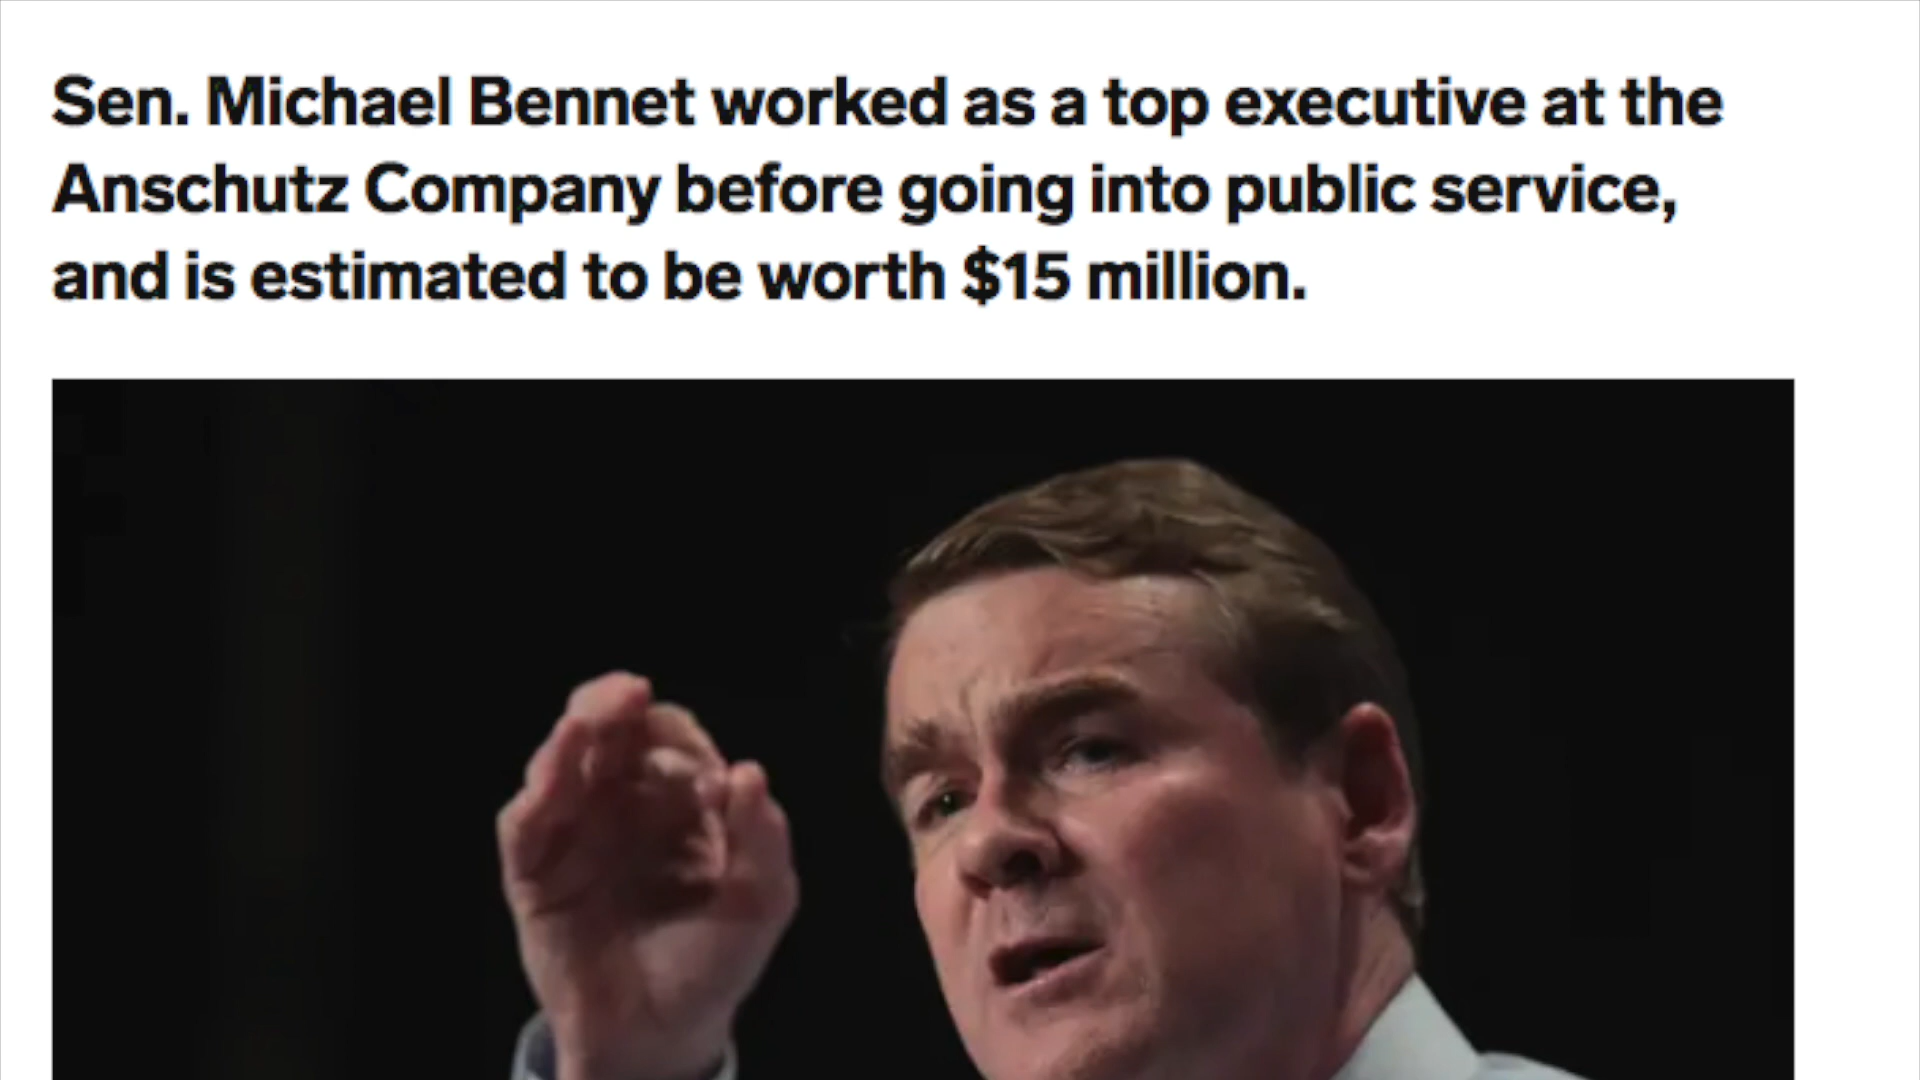 Sen. Michael Bennet worked as a top executive at the
Anschutz Company before going into public service,
and is estimated to be worth $15 million.